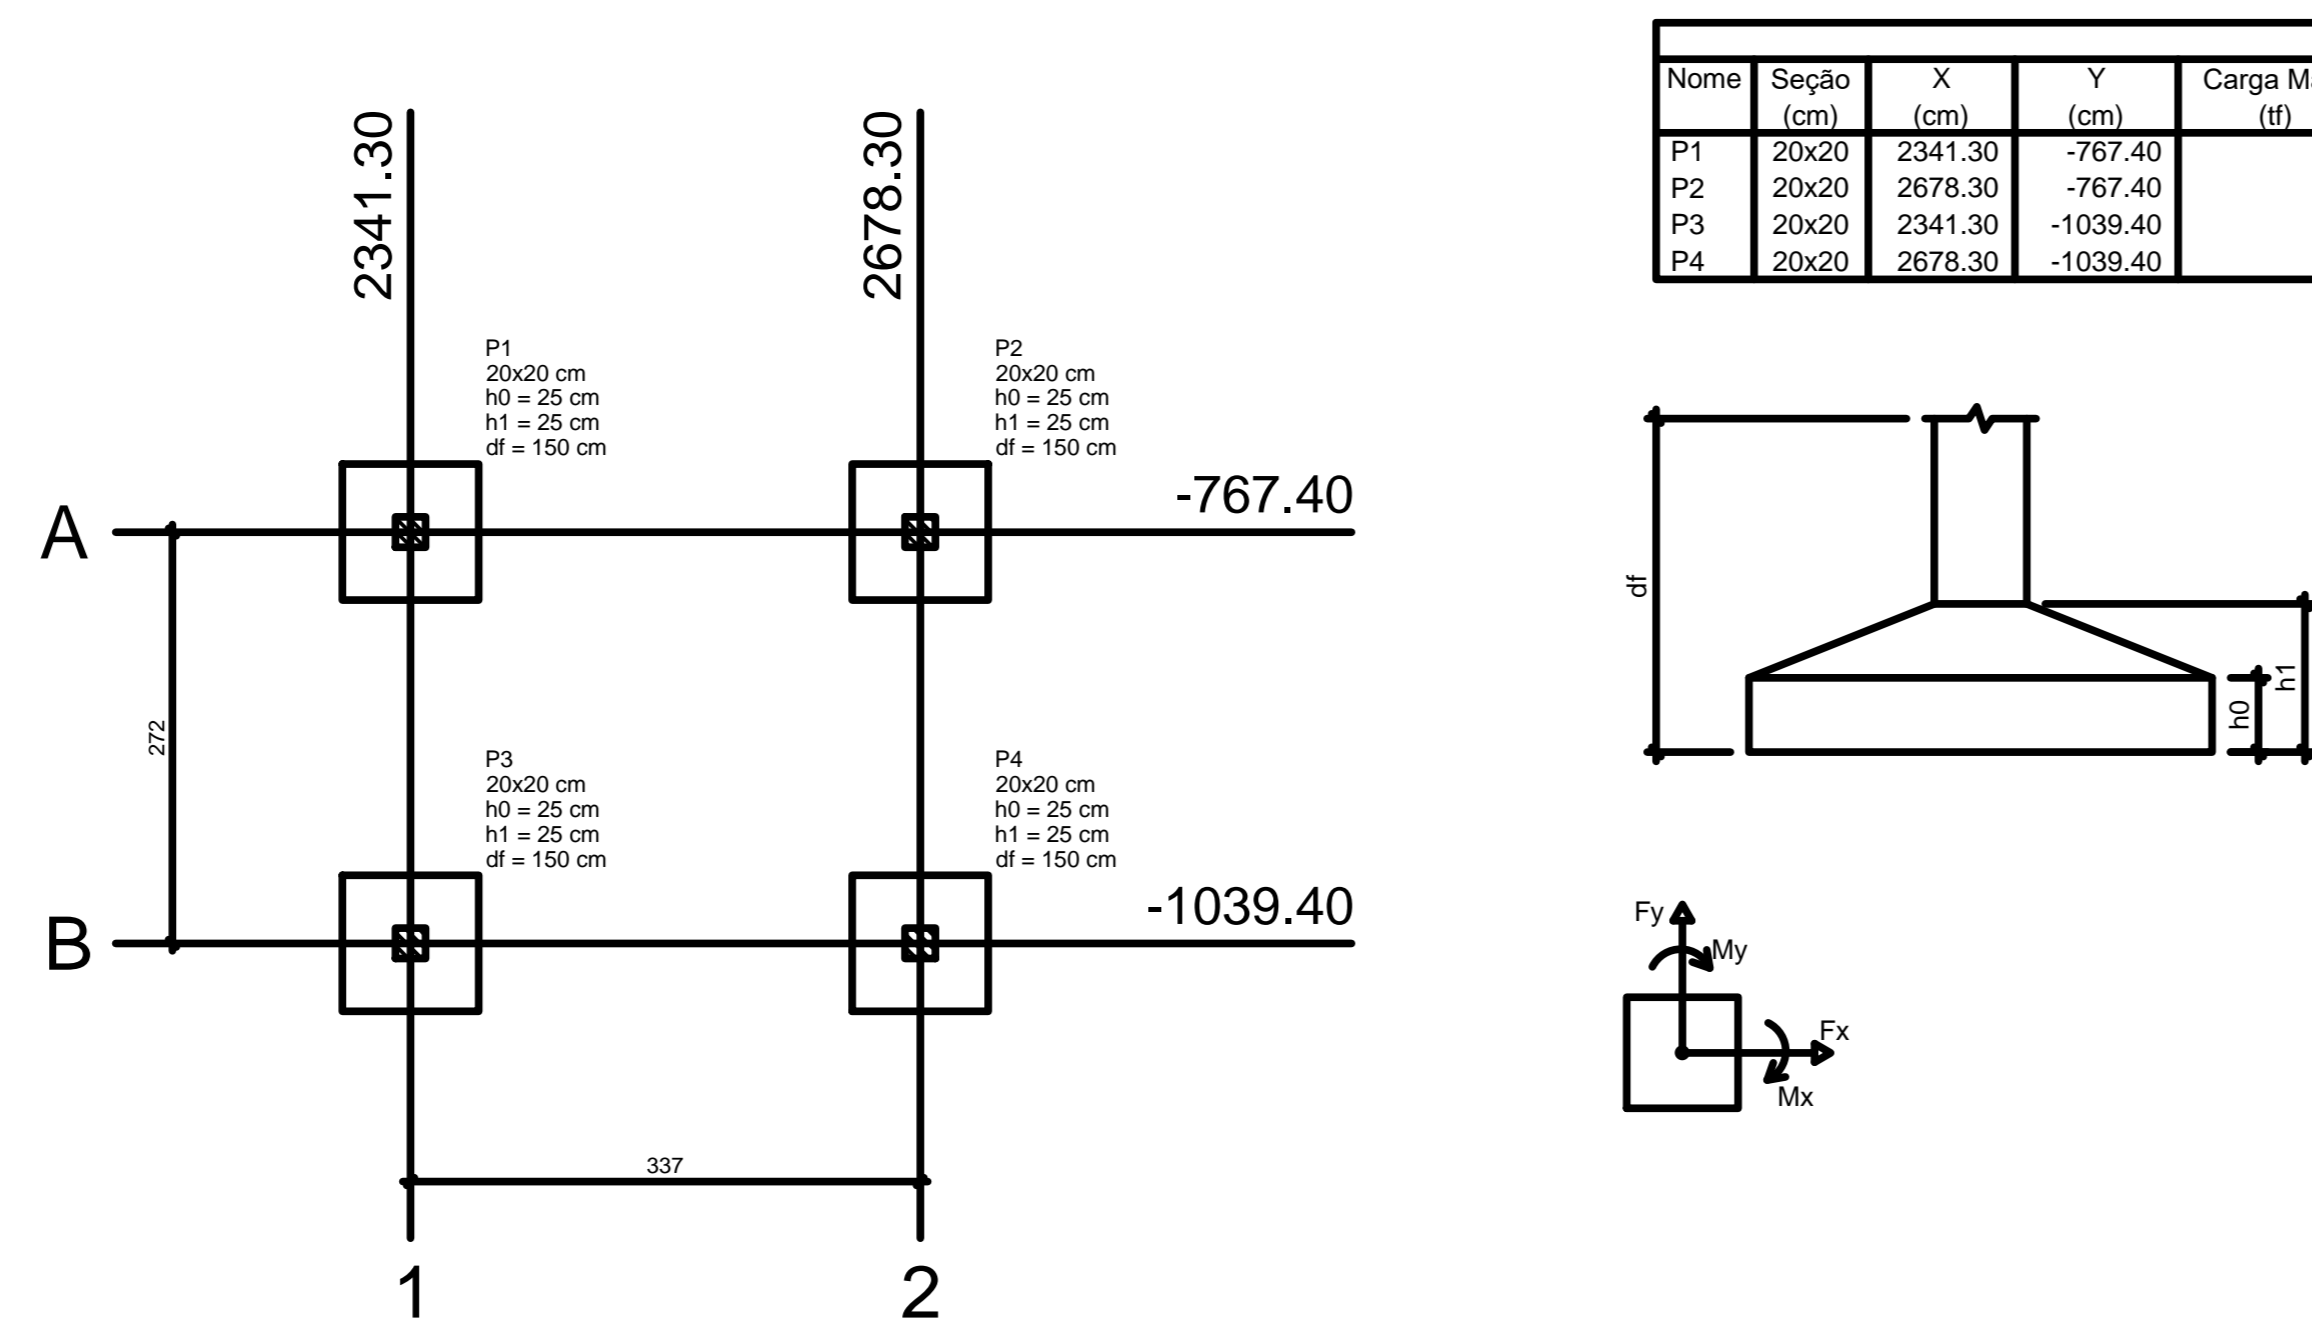 Nome Seção X Y Carga
(cm) (cm) (cm) (tf)
P1 20x20 2341.30 -767.40
P2 20x20 2678.30 -767.40
P3 20x20 2341.30 -1039.40
P4 20x20 2678.30 -1039.40
2341.30
2678.30
P1
20x20 cm
h0 = 25 cm
h1 = 25 cm
df = 150 cm
P2
20x20 cm
h0 = 25 cm
h1 = 25 cm
df = 150 cm
-767.40
A
272
P3
20x20 cm
h0 = 25 cm
h1 = 25 cm
df = 150 cm
P4
20x20 cm
h0 = 25 cm
h1 = 25 cm
df = 150 cm
-1039.40
B
337
1
2
df
h0
h1
Fy
My
Fx
Mx